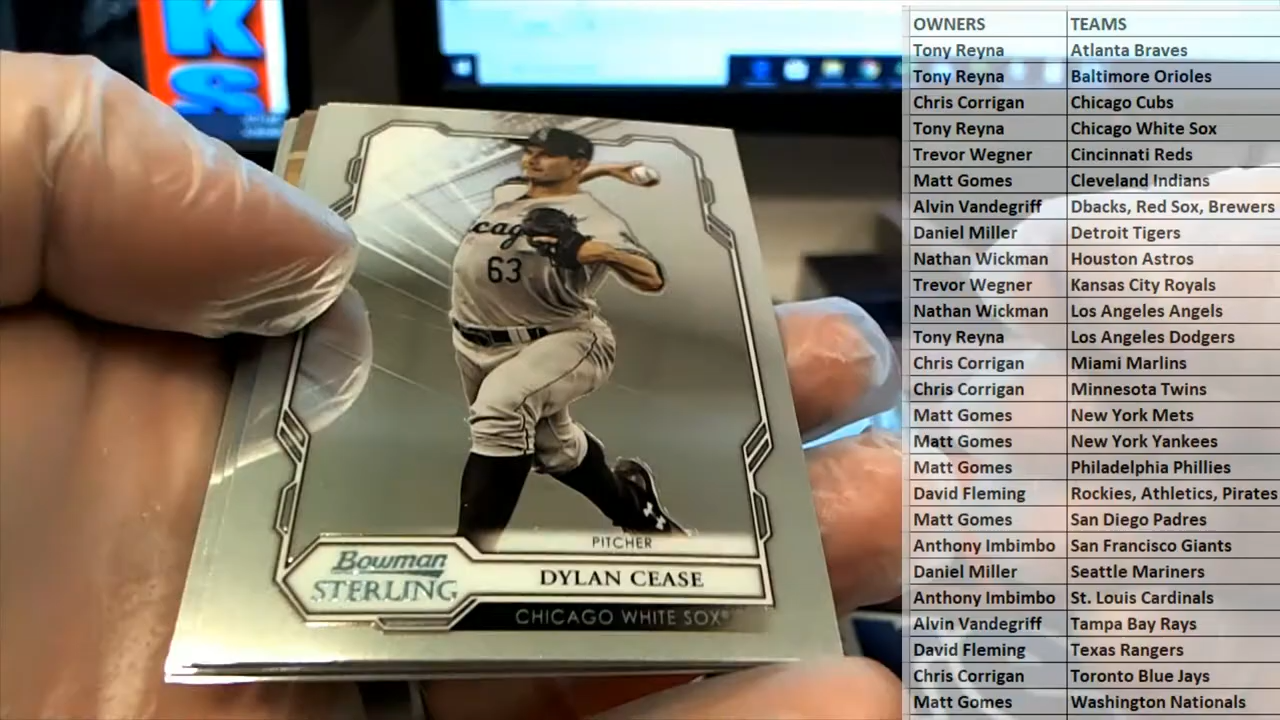 KS
cag
63
PITCHER
Bowman
STERLING
DYLAN CEASE
CHICAGO WHITE SOX
OWNERS TEAMS
Tony Reyna Atlanta Braves
Tony Reyna Baltimore Orioles
Chris Corrigan Chicago Cubs
Tony Reyna Chicago White Sox
Trevor Wegner Cincinnati Reds
Matt Gomes Cleveland Indians
Alvin Vandegriff Dbacks, Red Sox, Brewers
Daniel Miller Detroit Tigers
Nathan Wickman Houston Astros
Trevor Wegner Kansas City Royals
Nathan Wickman Los Angeles Angels
Tony Reyna Los Angeles Dodgers
Chris Corrigan Miami Marlins
Chris Corrigan Minnesota Twins
Matt Gomes New York Mets
Matt Gomes New York Yankees
Matt Gomes Philadelphia Phillies
David Fleming Rockies, Athletics, Pirates
Matt Gomes San Diego Padres
Anthony Imbimbo San Francisco Giants
Daniel Miller Seattle Mariners
Anthony Imbimbo St. Louis Cardinals
Alvin Vandegriff Tampa Bay Rays
David Fleming Texas Rangers
Chris Corrigan Toronto Blue Jays
Matt Gomes Washington Nationals